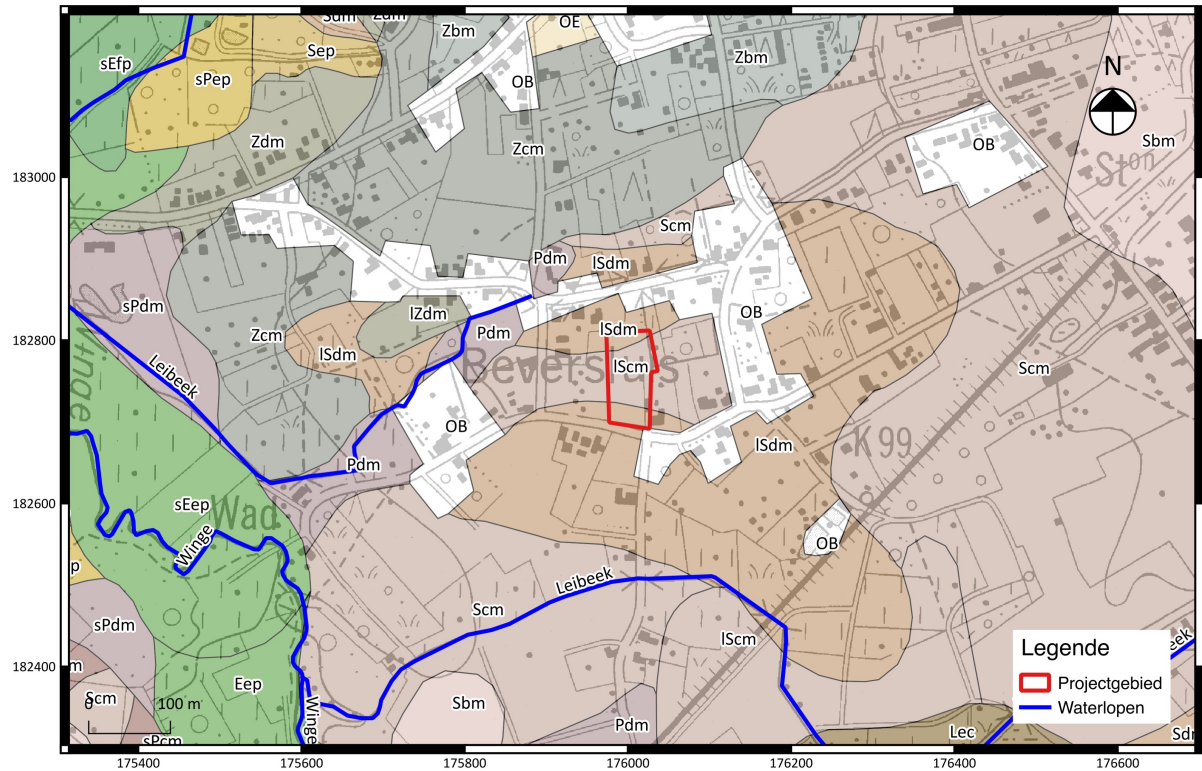 Sum
Zdm
Zbm
OE
sEfp
Sep
sPep
OB
Zbm
N
Zdm
Zcm
OB
Sbm
183000
St°ⁿ
Scm
Pdm
lSdm
sPdm
lZdm
OB
Zcm
Pdm
lSdm
182800
lSdm
Reversluis
lScm
Scm
Leibeek
OB
lSdm
K 99
Pdm
182600
sEep
Wad
Winge
OB
Leibeek
Scm
sPdm
lScm
Legende
182400
Projectgebied
Eep
Scm
0
100 m
Sbm
Winge
Pdm
Waterlopen
Lec
sPcm
175400
175600
175800
176000
176200
176400
176600